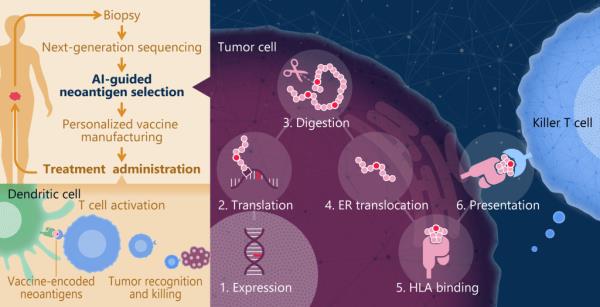 Biopsy
Next-generation sequencing
AI-guided
neoantigen selection
Personalized vaccine
manufacturing
Treatment administration
Dendritic cell
T cell activation
Vaccine-encoded
neoantigens
Tumor recognition
and killing
Tumor cell
3. Digestion
Killer T cell
2. Translation
4. ER translocation
6. Presentation
1. Expression
5. HLA binding